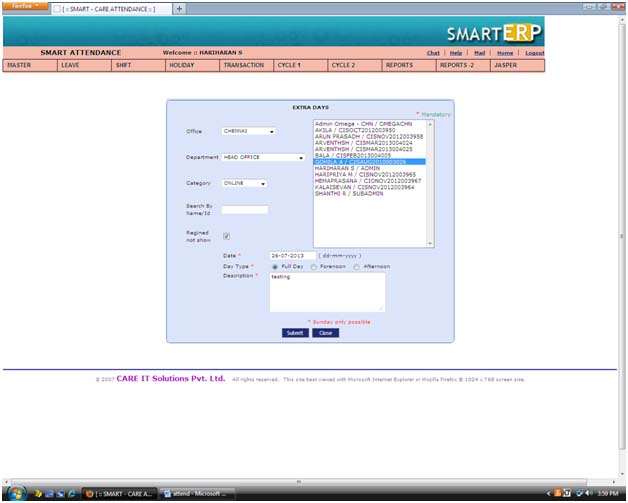 Firefox
[ :: SMART - CARE ATTENDANCE :: ]
+
SMARTERP
SMART ATTENDANCE Welcome :: HARIHARAN S Chat | Help | Mail | Home | Logout
MASTER LEAVE SHIFT HOLIDAY TRANSACTION CYCLE 1 CYCLE 2 REPORTS REPORTS -2 JASPER
EXTRA DAYS
* Mandatory
Office CHENNAI
Department HEAD OFFICE
Category ONLINE
Search By
Name/Id
Regined
not show
Admin Omega - CHN / OMEGACHN
AKILA / CISOCT2012003950
ARUN PRASADH / CISNOV2012003958
ARVENTHSH / CISMAR2013004024
ARVENTHSH / CISMAR2013004025
BALA / CISFEB2013004005
GOHILA A / CISAUG2010003026
HARIHARAN S / ADMIN
HARIPRIYA M / CISNOV2012003965
HEMAPRASANA / CIONOV2012003967
KALAISEVAN / CISNOV2012003964
SHANTHI R / SUBADMIN
Date * 26-07-2013 ( dd-mm-yyyy )
Day Type * Full Day Forenoon Afternoon
Description * testing
* Sunday only possible
Submit Close
© 2007 CARE IT Solutions Pvt. Ltd. All rights reserved. This site best viewed with Microsoft Internet Explorer or Mozilla Firefox @ 1024 x 768 screen size.
[ :: SMART - CARE A... attend - Microsoft ... 3:59 PM